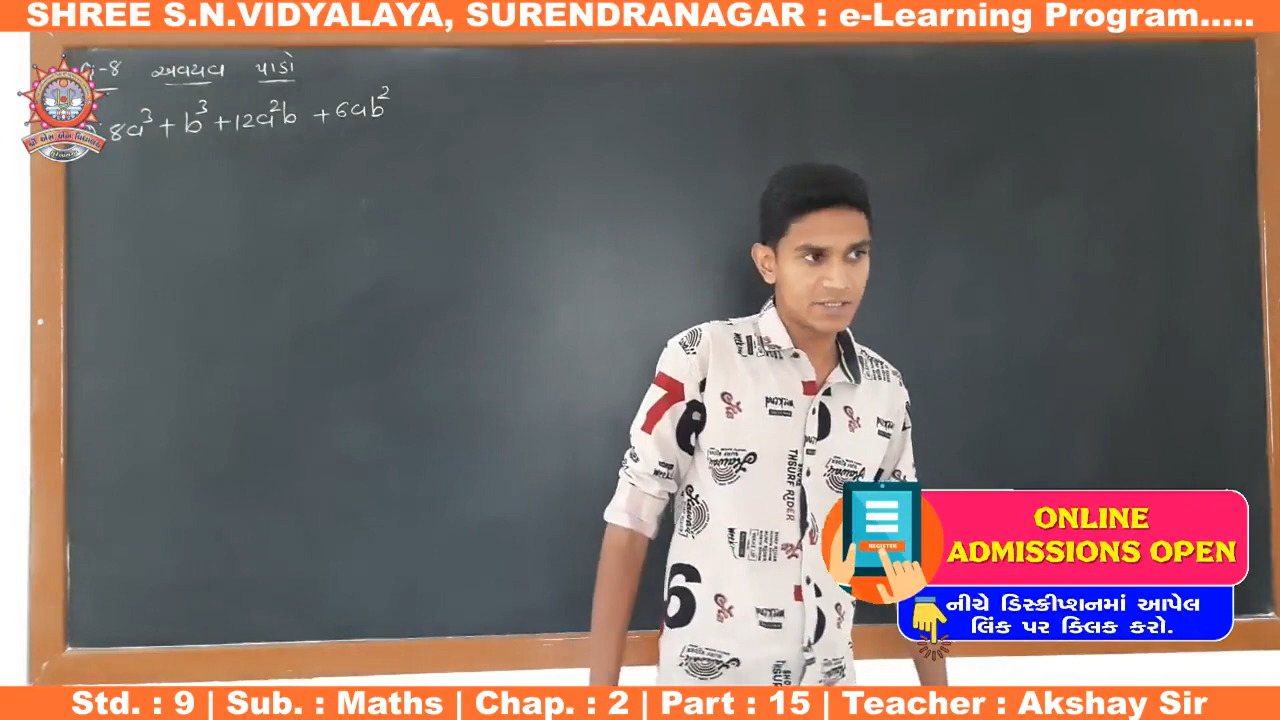 SHREE S.N.VIDYALAYA, SURENDRANAGAR : e-Learning Program.....
-8 અવયવ પાડો
8a³ + b³ + 12a²b + 6ab²
ONLINE
ADMISSIONS OPEN
REGISTER
નીચે ડિસ્ક્રીપ્શનમાં આપેલ
લિંક પર ક્લિક કરો.
Std. : 9 | Sub. : Maths | Chap. : 2 | Part : 15 | Teacher : Akshay Sir